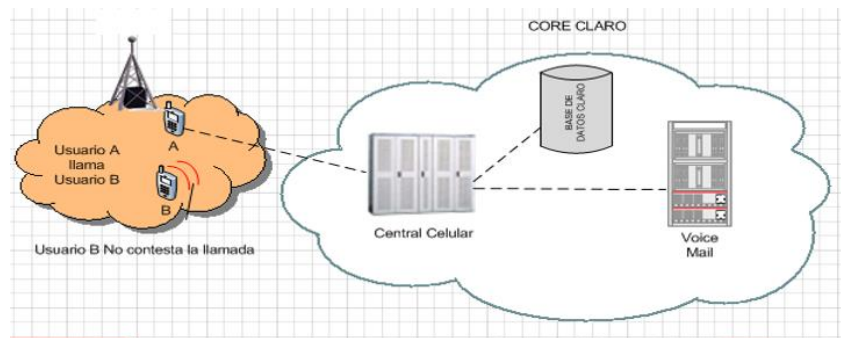 CORE CLARO
BASE DE
DATOS CLARO
Usuario A
llama
Usuario B
A
B
Usuario B No contesta la llamada
Central Celular
Voice
Mail